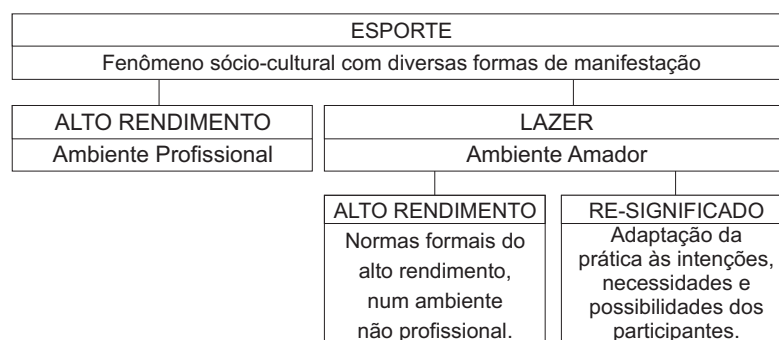 ESPORTE
Fenômeno sócio-cultural com diversas formas de manifestação
ALTO RENDIMENTO
Ambiente Profissional
LAZER
Ambiente Amador
ALTO RENDIMENTO
Normas formais do
alto rendimento,
num ambiente
não profissional.
RE-SIGNIFICADO
Adaptação da
prática às intenções,
necessidades e
possibilidades dos
participantes.